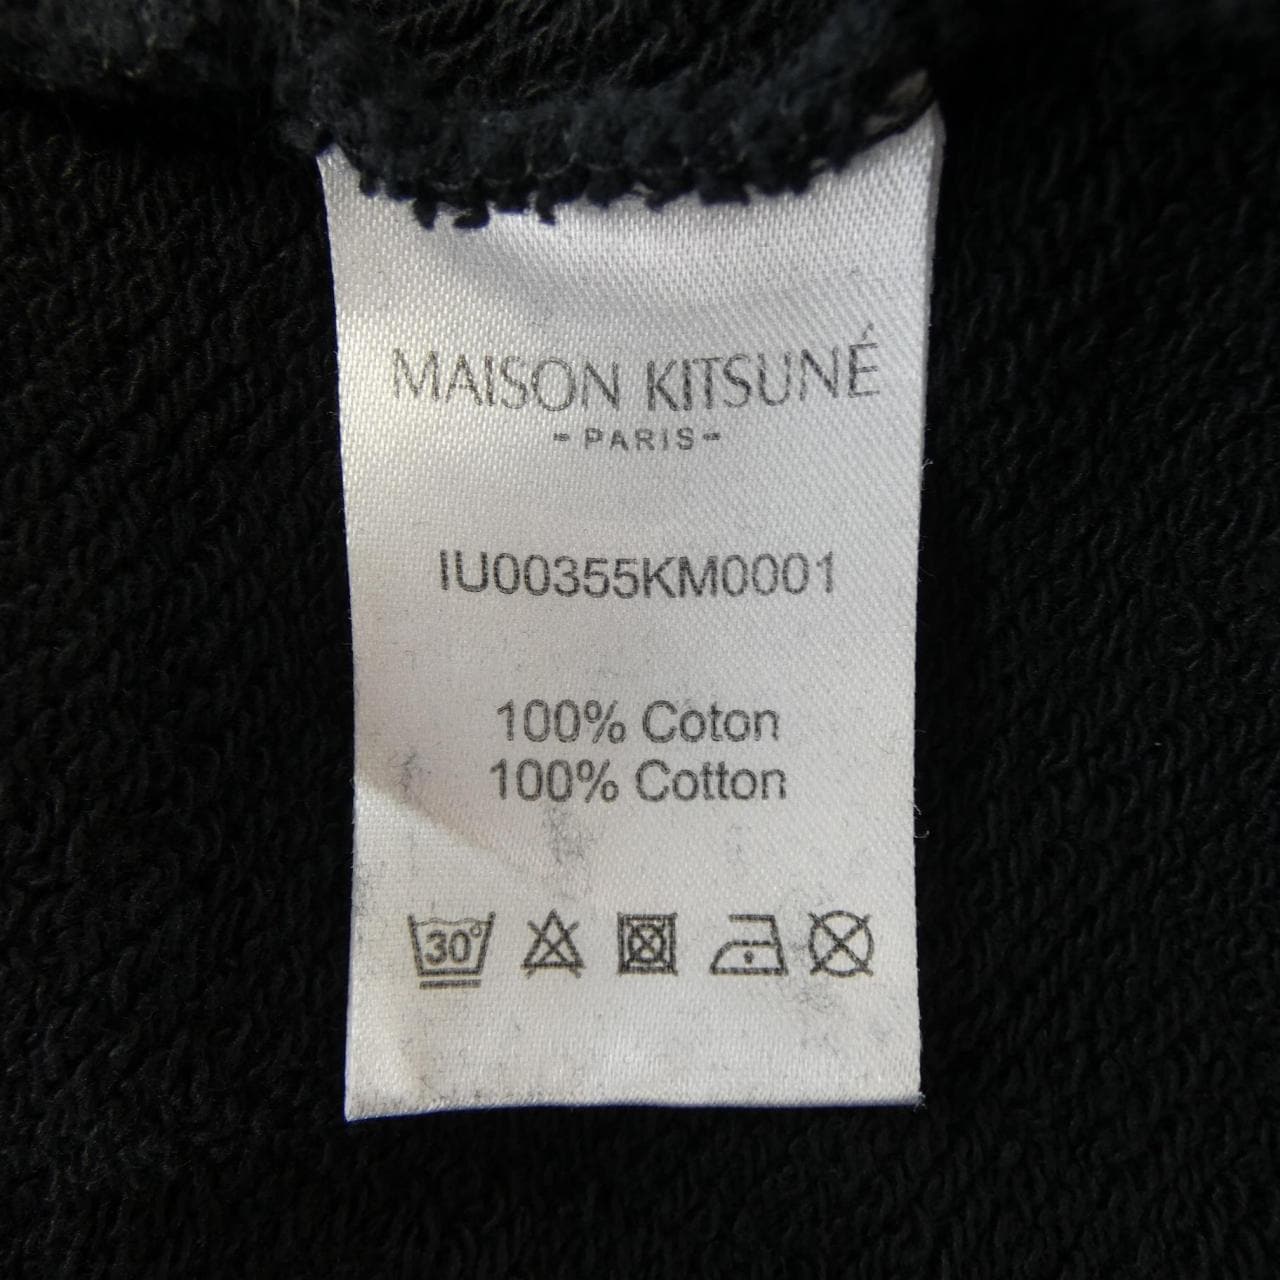 MAISON KITSUNÉ
-PARIS-
IU00355KM0001
100% Coton
100% Cotton
30°